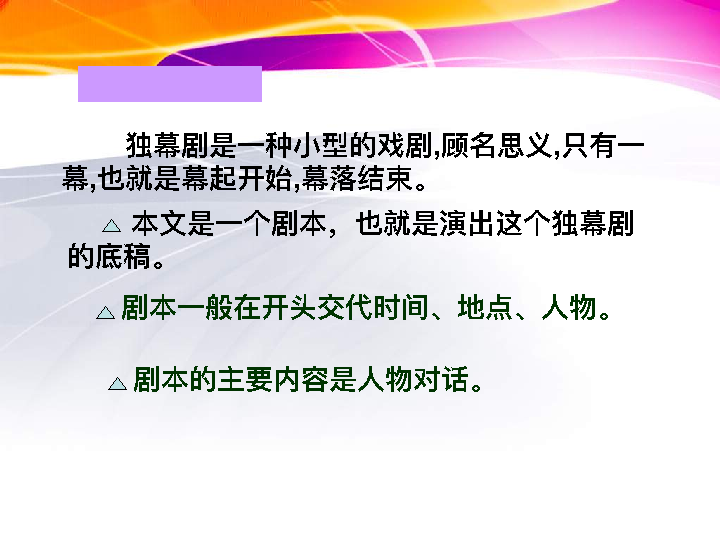 独幕剧是一种小型的戏剧,顾名思义,只有一
幕,也就是幕起开始,幕落结束。
本文是一个剧本，也就是演出这个独幕剧
的底稿。
剧本一般在开头交代时间、地点、人物。
剧本的主要内容是人物对话。